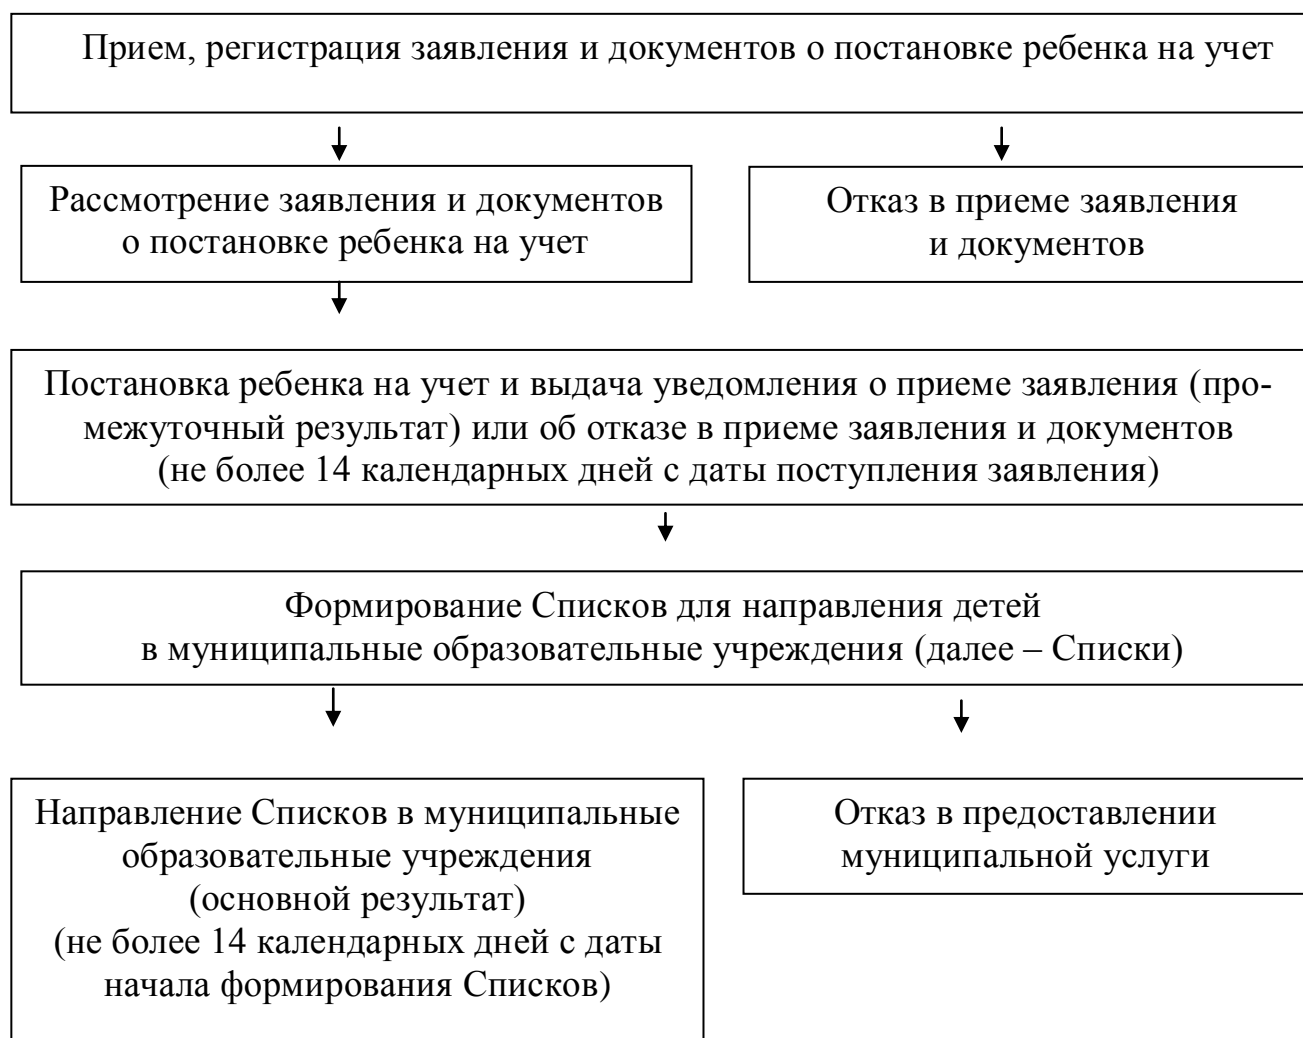 Прием, регистрация заявления и документов о постановке ребенка на учет
Рассмотрение заявления и документов
о постановке ребенка на учет
Отказ в приеме заявления
и документов
Постановка ребенка на учет и выдача уведомления о приеме заявления (про-
межуточный результат) или об отказе в приеме заявления и документов
(не более 14 календарных дней с даты поступления заявления)
Формирование Списков для направления детей
в муниципальные образовательные учреждения (далее – Списки)
Направление Списков в муниципальные
образовательные учреждения
(основной результат)
(не более 14 календарных дней с даты
начала формирования Списков)
Отказ в предоставлении
муниципальной услуги